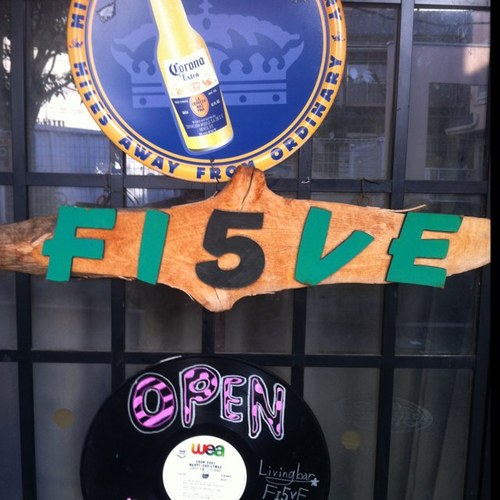 MILES AWAY FROM ORDINARY
Corona
Extra
FI5VE
OPEN
wea
Livingbar
Fi5vE